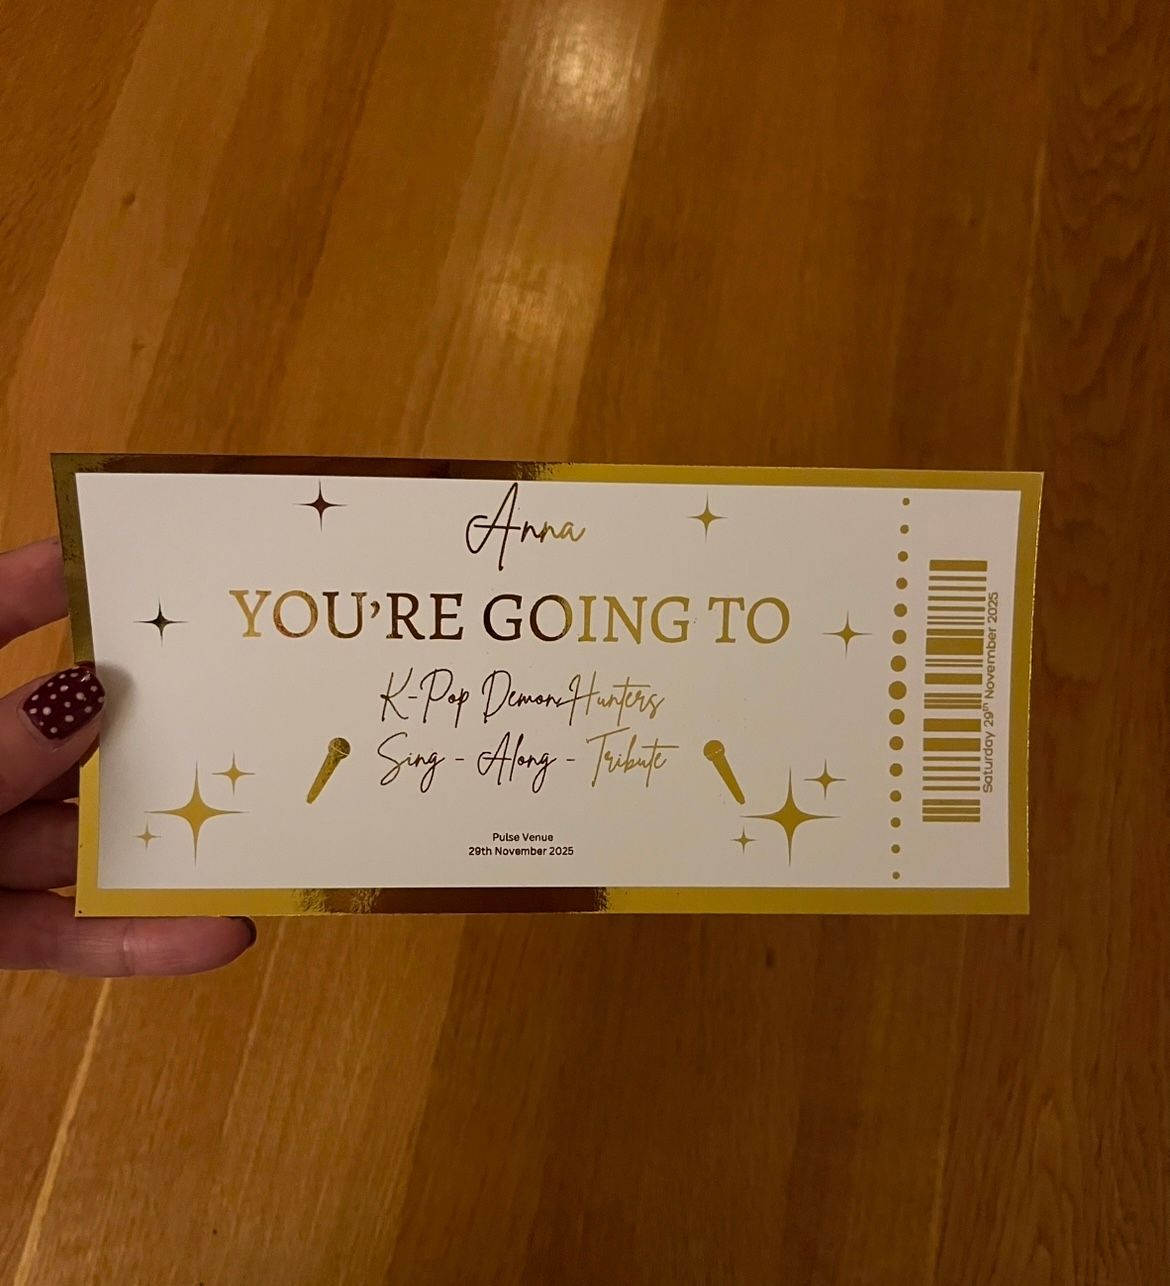 Anna
YOU'RE GOING TO
K-Pop Demon Hunters
Sing - Along - Tribute
Pulse Venue
29th November 2025
Saturday 29th November 2025